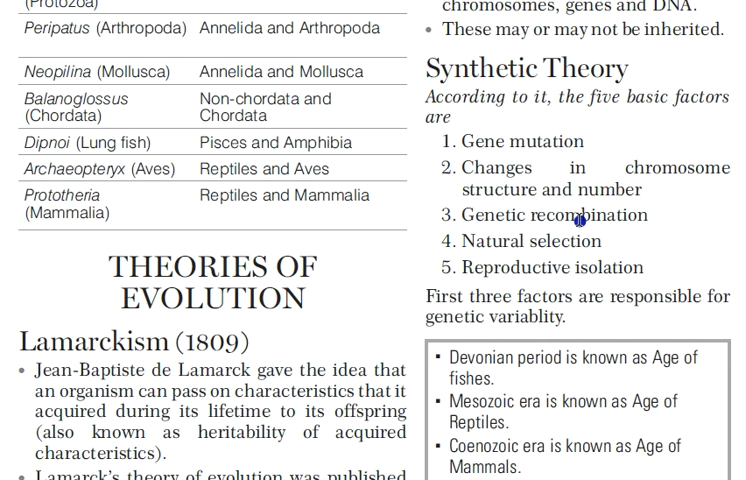 (Protozoa)
Peripatus (Arthropoda) Annelida and Arthropoda
Neopilina (Mollusca) Annelida and Mollusca
Balanoglossus Non-chordata and
(Chordata) Chordata
Dipnoi (Lung fish) Pisces and Amphibia
Archaeopteryx (Aves) Reptiles and Aves
Prototheria Reptiles and Mammalia
(Mammalia)
THEORIES OF
EVOLUTION
Lamarckism (1809)
• Jean-Baptiste de Lamarck gave the idea that
an organism can pass on characteristics that it
acquired during its lifetime to its offspring
(also known as heritability of acquired
characteristics).
• Lamarck's theory of evolution was published
chromosomes, genes and DNA.
• These may or may not be inherited.
Synthetic Theory
According to it, the five basic factors
are
1. Gene mutation
2. Changes in chromosome
structure and number
3. Genetic recombination
4. Natural selection
5. Reproductive isolation
First three factors are responsible for
genetic variablity.
▪ Devonian period is known as Age of
fishes.
▪ Mesozoic era is known as Age of
Reptiles.
▪ Coenozoic era is known as Age of
Mammals.